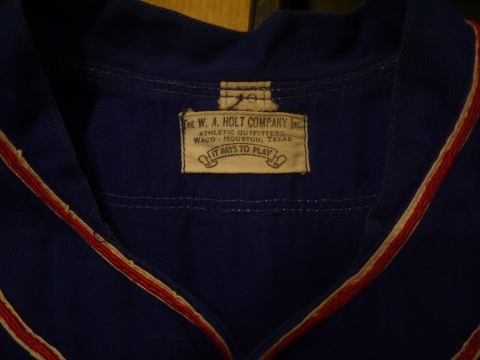 THE W. A. HOLT COMPANY INC.
ATHLETIC OUTFITTERS
WACO - HOUSTON, TEXAS
IT PAYS TO PLAY